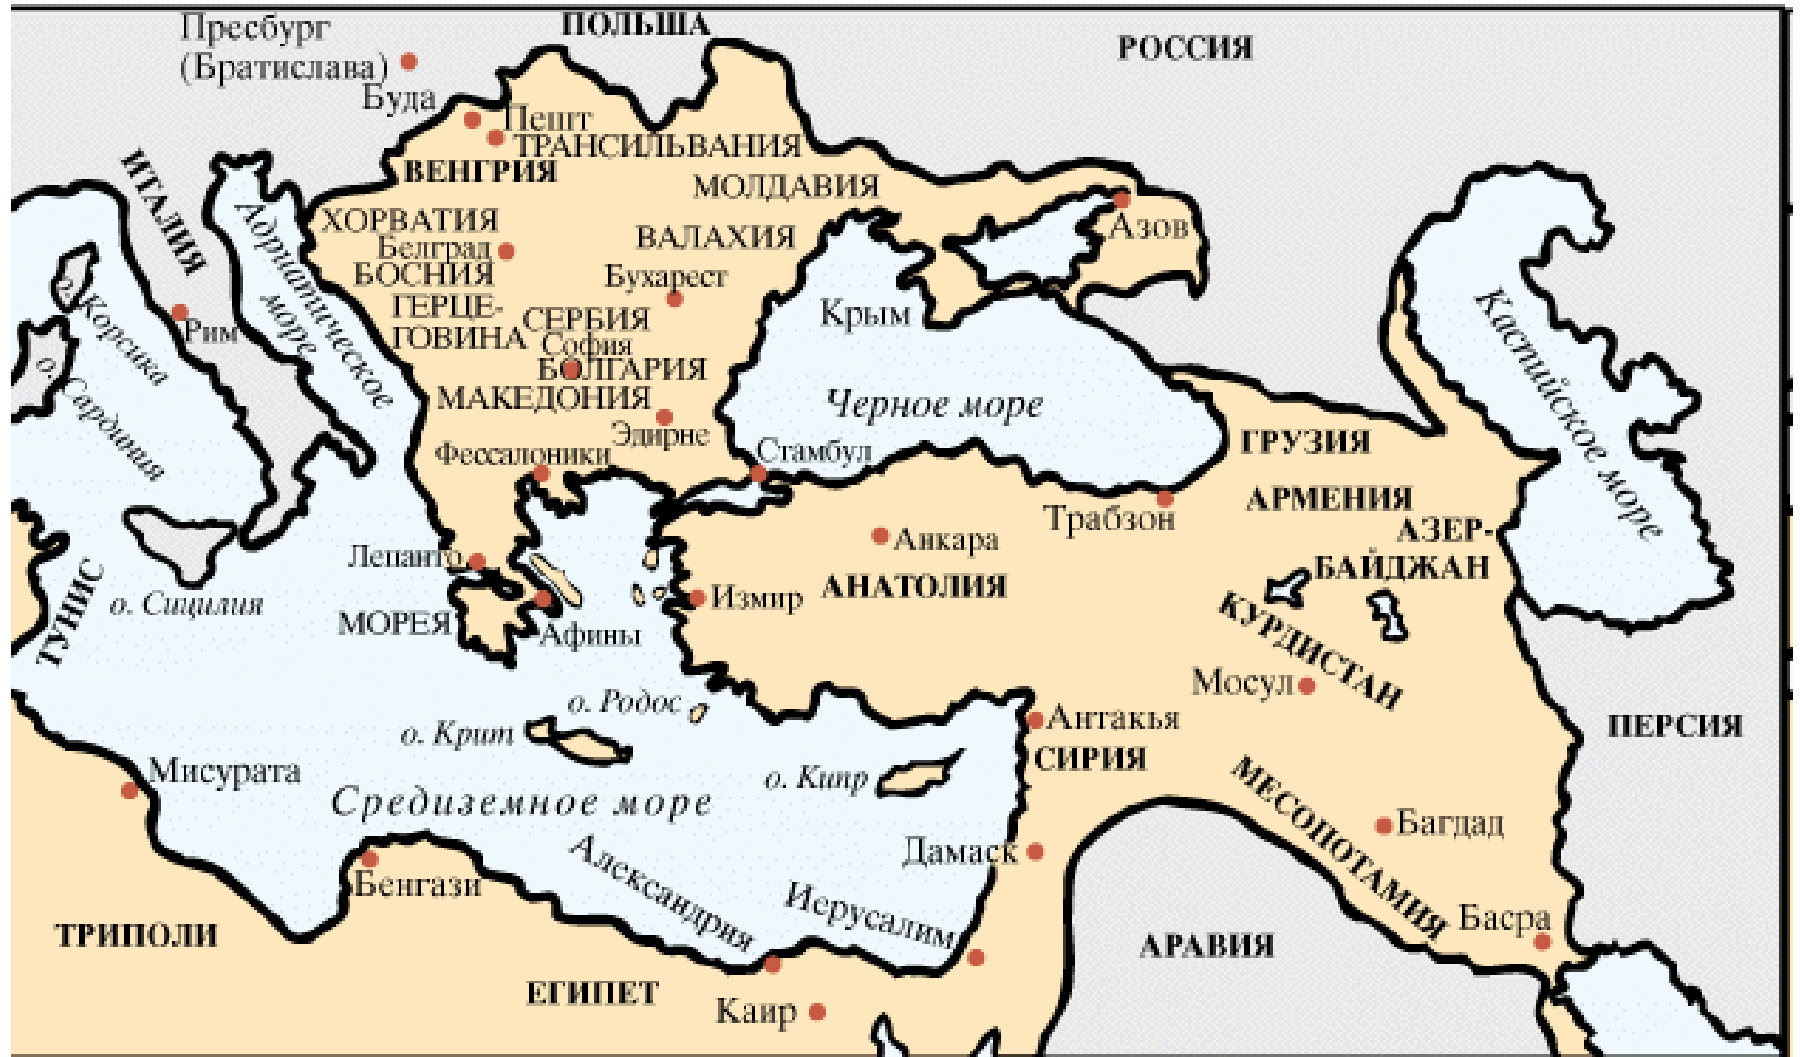 Пресбург
(Братислава)
ПОЛЬША
РОССИЯ
Буда
Пешт
ТРАНСИЛЬВАНИЯ
ВЕНГРИЯ
МОЛДАВИЯ
ИТАЛИЯ
Адриатическое
море
ХОРВАТИЯ
Белград
БОСНИЯ
ГЕРЦЕ-
ГОВИНА
ВАЛАХИЯ
Бухарест
СЕРБИЯ
София
БОЛГАРИЯ
МАКЕДОНИЯ
Эдирне
Азов
Крым
Черное море
Каспийское море
о. Корсика
о. Сардиния
Рим
Фессалоники
Стамбул
ГРУЗИЯ
АРМЕНИЯ
АЗЕР-
БАЙДЖАН
Трабзон
Анкара
АНАТОЛИЯ
Измир
Лепанто
МОРЕЯ
Афины
ТУНИС
о. Сицилия
КУРДИСТАН
Мосул
о. Родос
о. Крит
о. Кипр
Антакья
СИРИЯ
ПЕРСИЯ
Мисурата
Средиземное море
МЕСОПОТАМИЯ
Багдад
Дамаск
Бенгази
Александрия
Иерусалим
Басра
ТРИПОЛИ
ЕГИПЕТ
Каир
АРАВИЯ